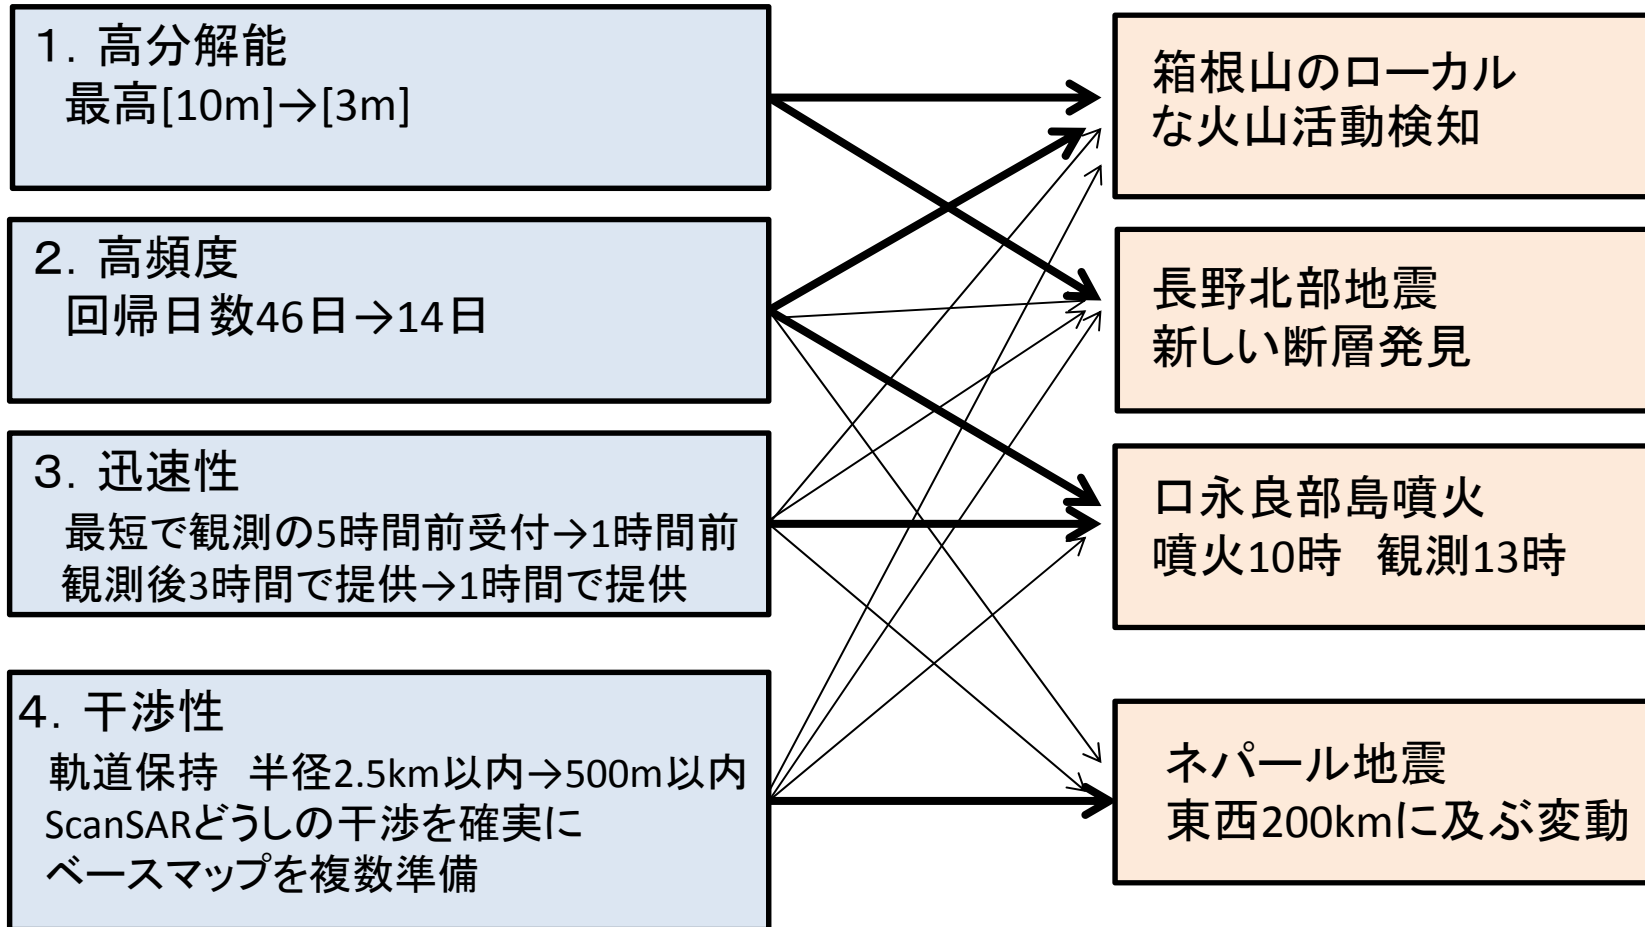 １．高分解能
最高[10m]→[3m]
２．高頻度
回帰日数46日→14日
３．迅速性
最短で観測の5時間前受付→1時間前
観測後3時間で提供→1時間で提供
４．干渉性
軌道保持　半径2.5km以内→500m以内
ScanSARどうしの干渉を確実に
ベースマップを複数準備
箱根山のローカル
な火山活動検知
長野北部地震
新しい断層発見
口永良部島噴火
噴火10時　観測13時
ネパール地震
東西200kmに及ぶ変動